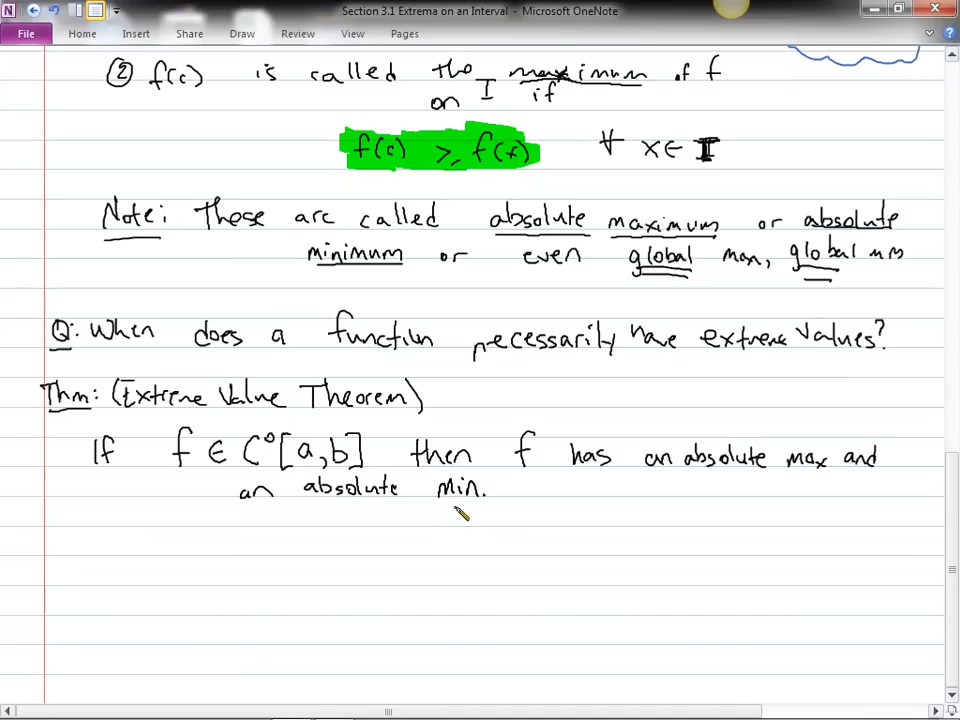 Section 3.1 Extrema on an Interval - Microsoft OneNote
File Home Insert Share Draw Review View Pages
② f(c) is called the maximum of f
on I if
f(c) ≥ f(x) ∀ x ∈ I
Note: These are called absolute maximum or absolute
minimum or even global max, global min
Q: When does a function necessarily have extreme values?
Thm: (Extreme Value Theorem)
If f ∈ C⁰[a,b] then f has an absolute max and
an absolute min.